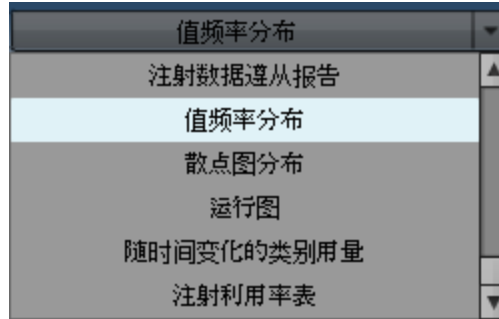 值频率分布
注射数据遵从报告
值频率分布
散点图分布
运行图
随时间变化的类别用量
注射利用率表